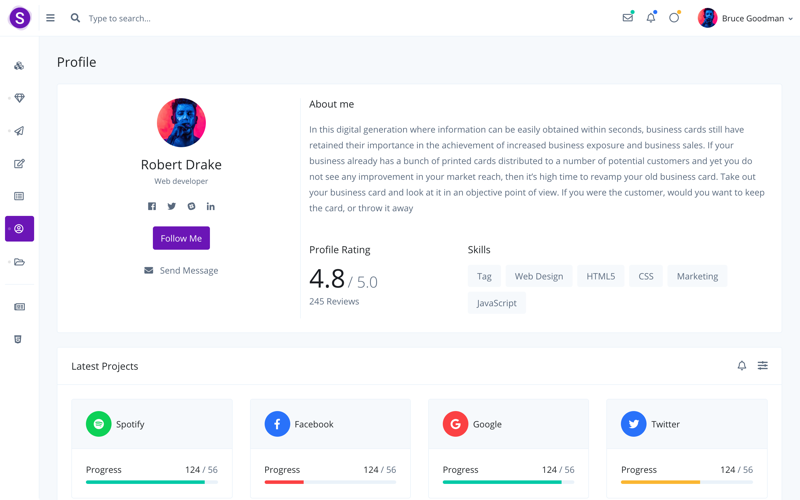 S
Type to search...
Bruce Goodman
Profile
Robert Drake
Web developer
Follow Me
Send Message
About me
In this digital generation where information can be easily obtained within seconds, business cards still have
retained their importance in the achievement of increased business exposure and business sales. If your
business already has a bunch of printed cards distributed to a number of potential customers and yet you do
not see any improvement in your market reach, then it's high time to revamp your old business card. Take out
your business card and look at it in an objective point of view. If you were the customer, would you want to keep
the card, or throw it away
Profile Rating
4.8 / 5.0
245 Reviews
Skills
Tag Web Design HTML5 CSS Marketing
JavaScript
Latest Projects
Spotify Facebook Google Twitter
Progress 124 / 56 Progress 124 / 56 Progress 124 / 56 Progress 124 / 56